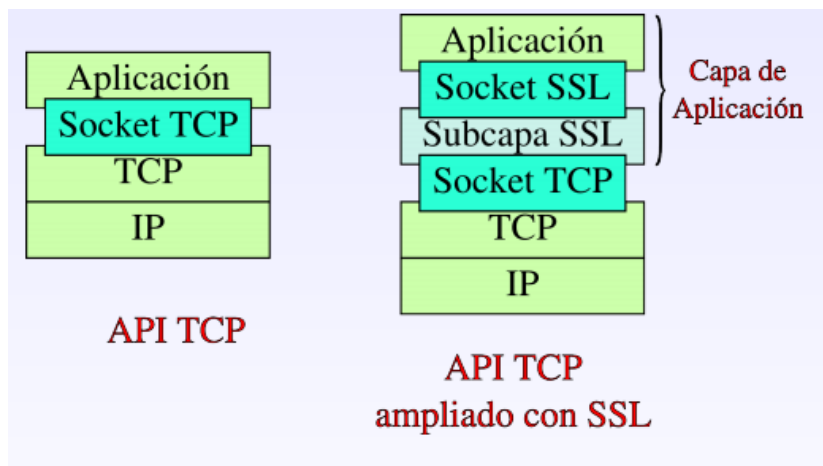 Aplicación
Socket TCP
TCP
IP
API TCP
Aplicación
Socket SSL
Subcapa SSL
Socket TCP
TCP
IP
Capa de
Aplicación
API TCP
ampliado con SSL